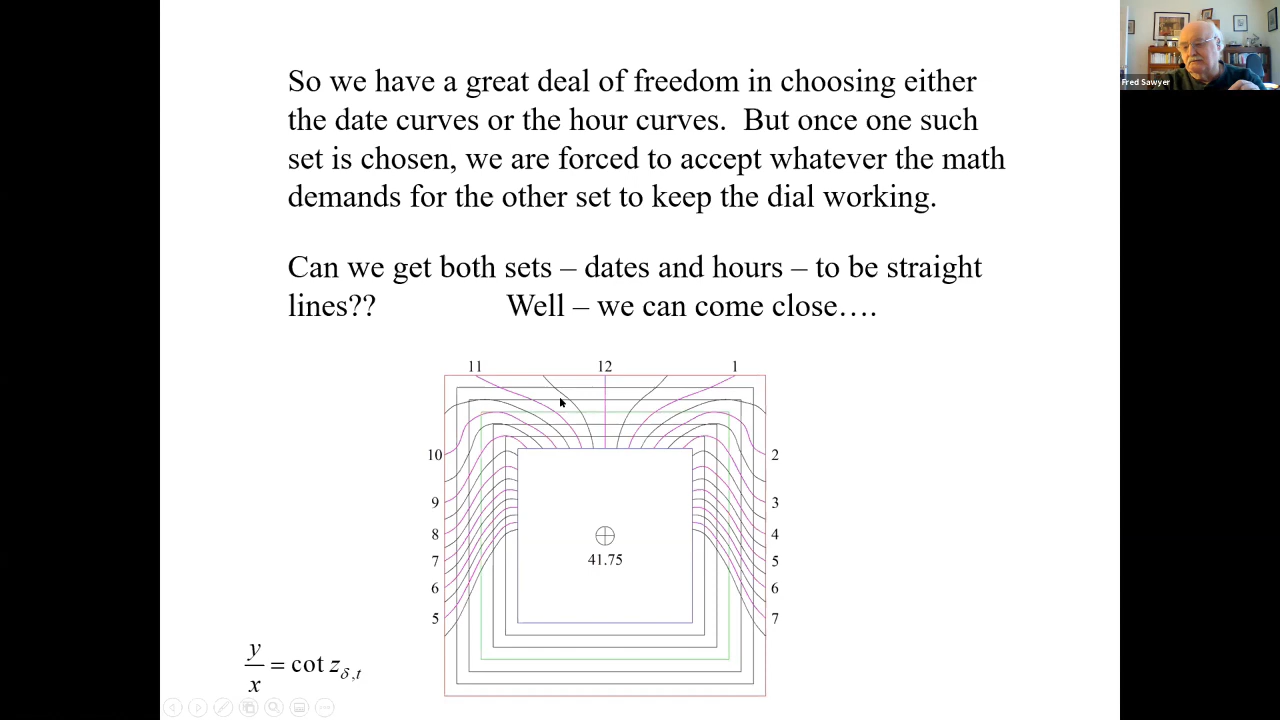 So we have a great deal of freedom in choosing either
the date curves or the hour curves.  But once one such
set is chosen, we are forced to accept whatever the math
demands for the other set to keep the dial working.
Can we get both sets – dates and hours – to be straight
lines??    Well – we can come close….
11 12 1
10 2
9 3
8 4
7 5
6 6
5 7
41.75
y/x = cot z_{δ,t}
Fred Sawyer